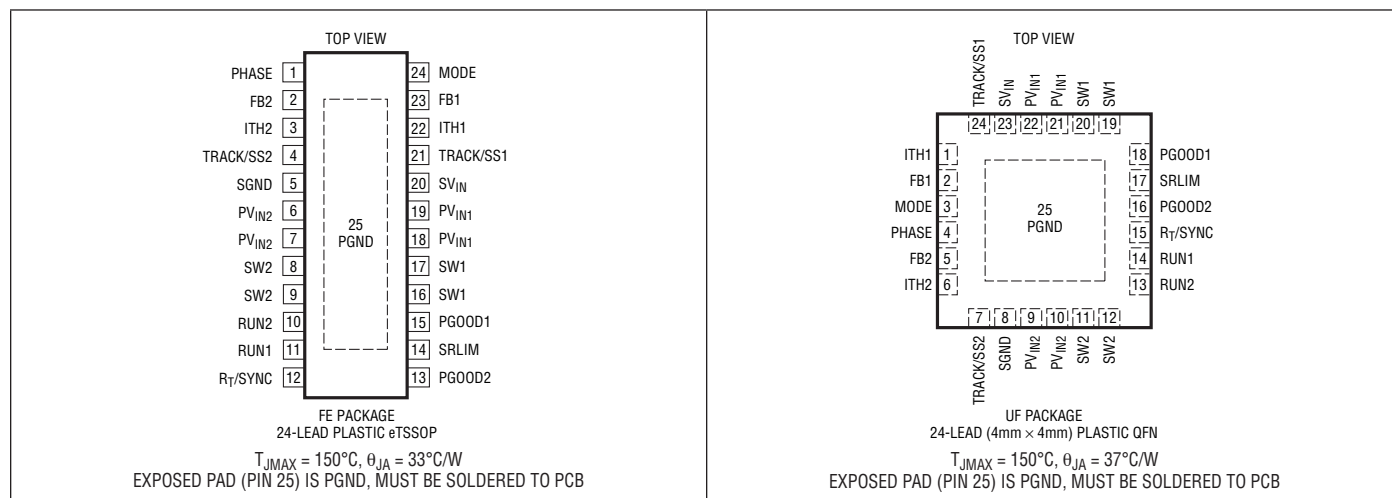 TOP VIEW
PHASE 1
FB2 2
ITH2 3
TRACK/SS2 4
SGND 5
PVIN2 6
PVIN2 7
SW2 8
SW2 9
RUN2 10
RUN1 11
RT/SYNC 12
25
PGND
24 MODE
23 FB1
22 ITH1
21 TRACK/SS1
20 SVIN
19 PVIN1
18 PVIN1
17 SW1
16 SW1
15 PGOOD1
14 SRLIM
13 PGOOD2
FE PACKAGE
24-LEAD PLASTIC eTSSOP
TJMAX = 150°C, θJA = 33°C/W
EXPOSED PAD (PIN 25) IS PGND, MUST BE SOLDERED TO PCB
TOP VIEW
TRACK/SS1
SVIN
PVIN1
PVIN1
SW1
SW1
24 23 22 21 20 19
ITH1 1
FB1 2
MODE 3
PHASE 4
FB2 5
ITH2 6
25
PGND
18 PGOOD1
17 SRLIM
16 PGOOD2
15 RT/SYNC
14 RUN1
13 RUN2
7 8 9 10 11 12
TRACK/SS2
SGND
PVIN2
PVIN2
SW2
SW2
UF PACKAGE
24-LEAD (4mm × 4mm) PLASTIC QFN
TJMAX = 150°C, θJA = 37°C/W
EXPOSED PAD (PIN 25) IS PGND, MUST BE SOLDERED TO PCB